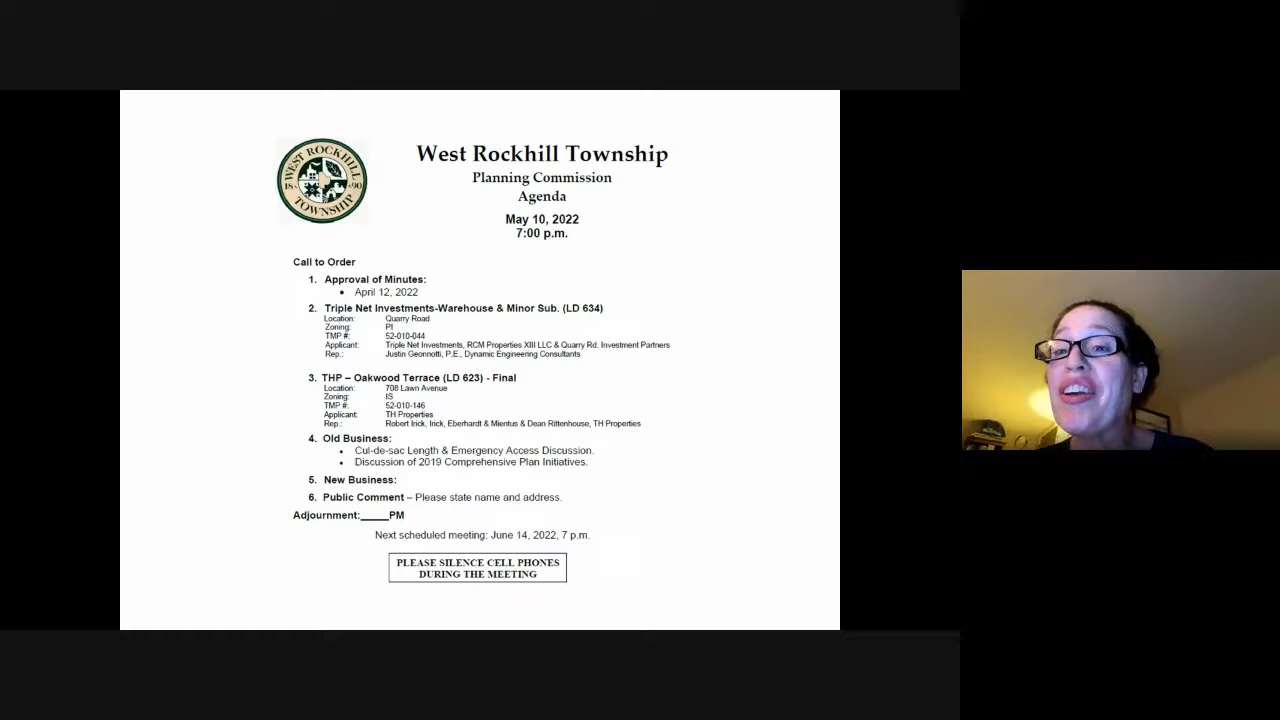 WEST ROCKHILL
18 90
TOWNSHIP
West Rockhill Township
Planning Commission
Agenda
May 10, 2022
7:00 p.m.
Call to Order
1. Approval of Minutes:
• April 12, 2022
2. Triple Net Investments-Warehouse & Minor Sub. (LD 634)
Location: Quarry Road
Zoning: PI
TMP #: 52-010-044
Applicant: Triple Net Investments, RCM Properties XIII LLC & Quarry Rd. Investment Partners
Rep.: Justin Geonnotti, P.E., Dynamic Engineering Consultants
3. THP – Oakwood Terrace (LD 623) - Final
Location: 708 Lawn Avenue
Zoning: IS
TMP #: 52-010-146
Applicant: TH Properties
Rep.: Robert Irick, Irick, Eberhardt & Mientus & Dean Rittenhouse, TH Properties
4. Old Business:
• Cul-de-sac Length & Emergency Access Discussion.
• Discussion of 2019 Comprehensive Plan Initiatives.
5. New Business:
6. Public Comment – Please state name and address.
Adjournment:_____PM
Next scheduled meeting: June 14, 2022, 7 p.m.
PLEASE SILENCE CELL PHONES
DURING THE MEETING